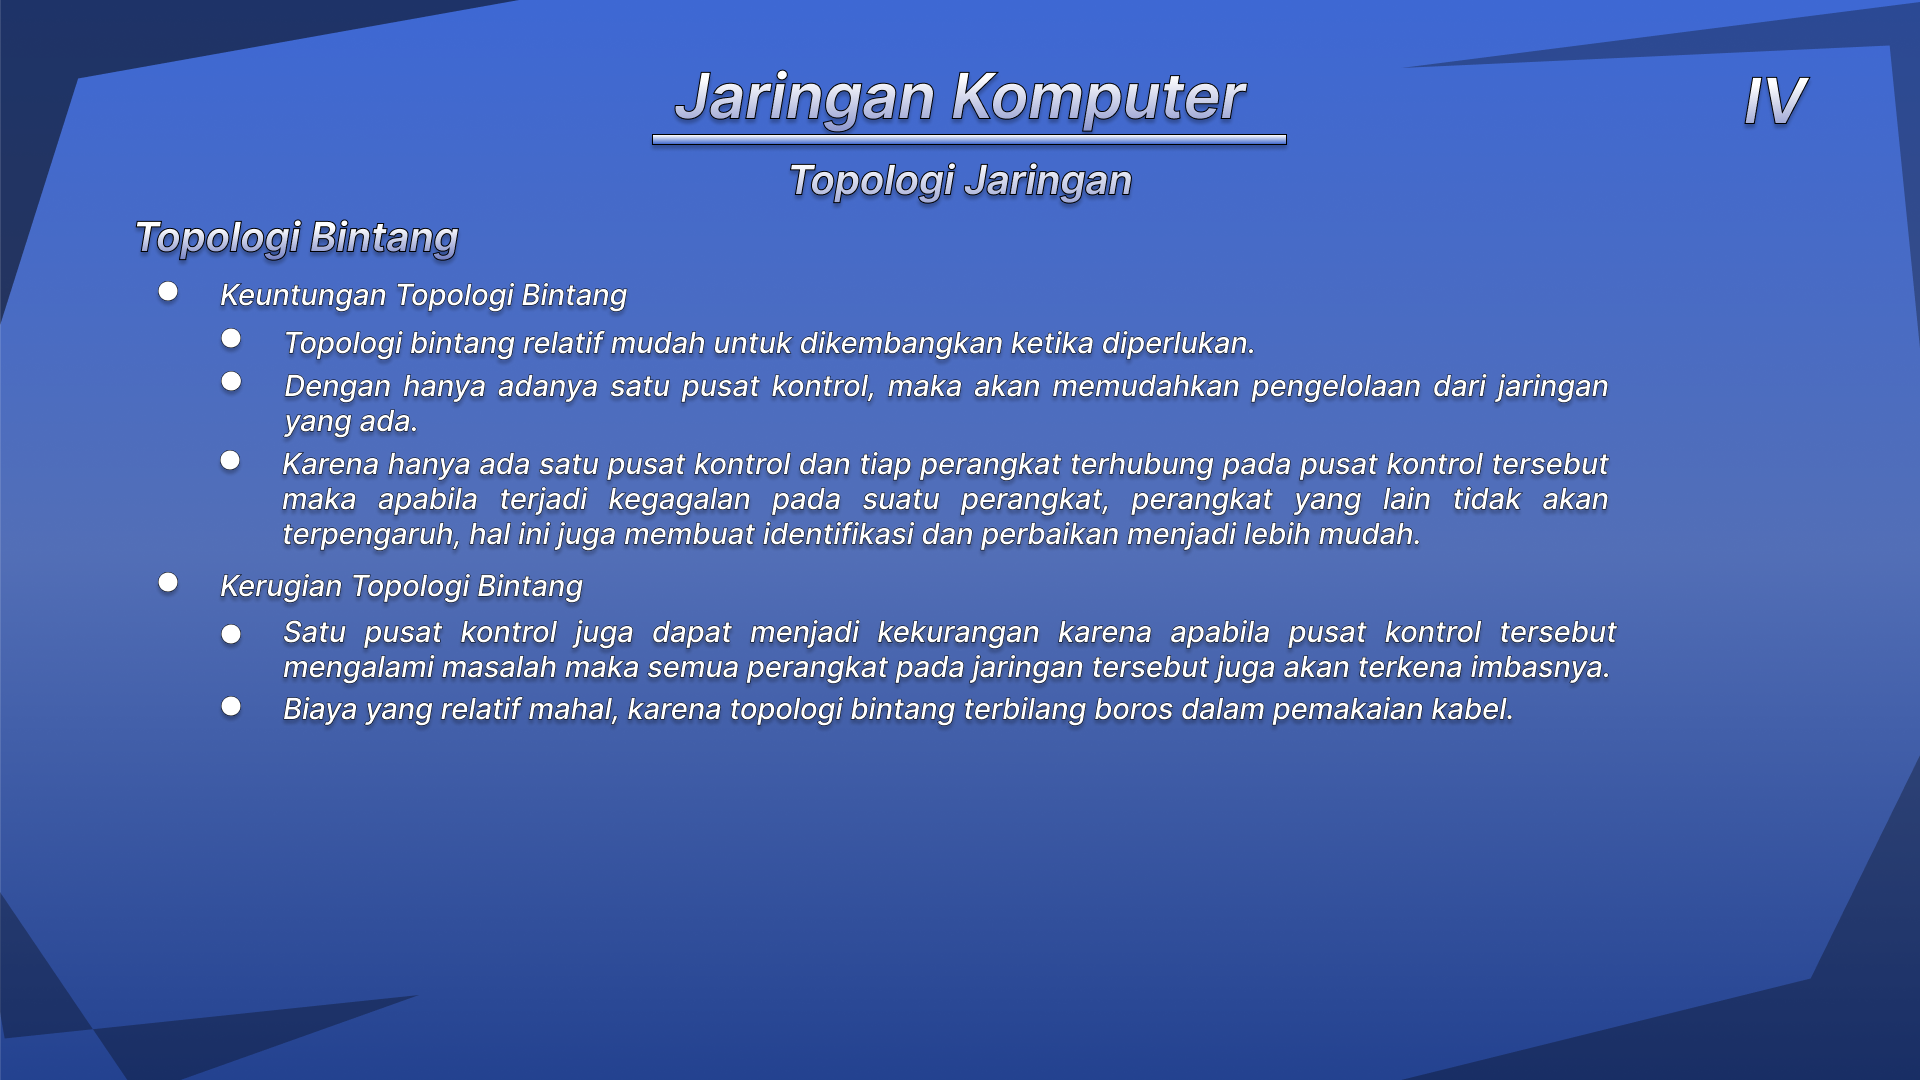 Jaringan Komputer
IV
Topologi Jaringan
Topologi Bintang
Keuntungan Topologi Bintang
Topologi bintang relatif mudah untuk dikembangkan ketika diperlukan.
Dengan hanya adanya satu pusat kontrol, maka akan memudahkan pengelolaan dari jaringan
yang ada.
Karena hanya ada satu pusat kontrol dan tiap perangkat terhubung pada pusat kontrol tersebut
maka apabila terjadi kegagalan pada suatu perangkat, perangkat yang lain tidak akan
terpengaruh, hal ini juga membuat identifikasi dan perbaikan menjadi lebih mudah.
Kerugian Topologi Bintang
Satu pusat kontrol juga dapat menjadi kekurangan karena apabila pusat kontrol tersebut
mengalami masalah maka semua perangkat pada jaringan tersebut juga akan terkena imbasnya.
Biaya yang relatif mahal, karena topologi bintang terbilang boros dalam pemakaian kabel.